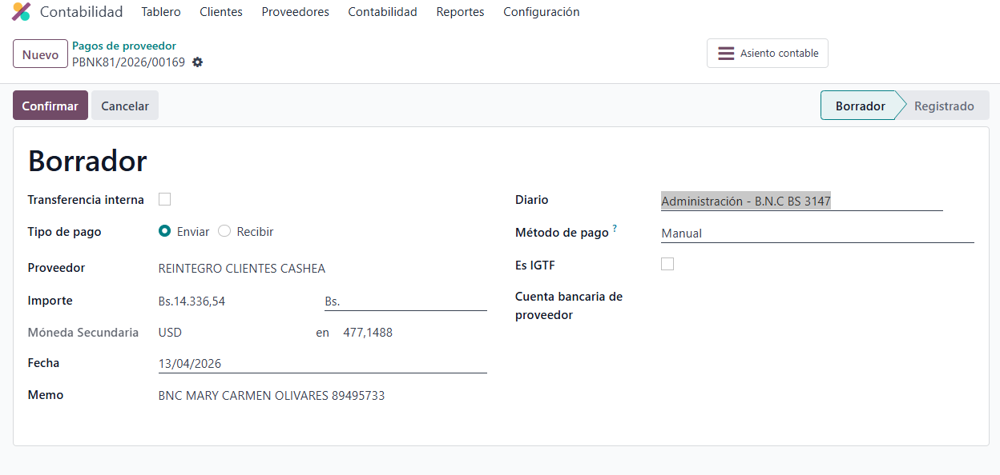 Contabilidad Tablero Clientes Proveedores Contabilidad Reportes Configuración
Nuevo
Pagos de proveedor
PBNK81/2026/00169
Asiento contable
Confirmar Cancelar
Borrador Registrado
Borrador
Transferencia interna
Tipo de pago Enviar Recibir
Proveedor REINTEGRO CLIENTES CASHEA
Importe Bs.14.336,54 Bs.
Móneda Secundaria USD en 477,1488
Fecha 13/04/2026
Memo BNC MARY CARMEN OLIVARES 89495733
Diario Administración - B.N.C BS 3147
Método de pago ? Manual
Es IGTF
Cuenta bancaria de
proveedor